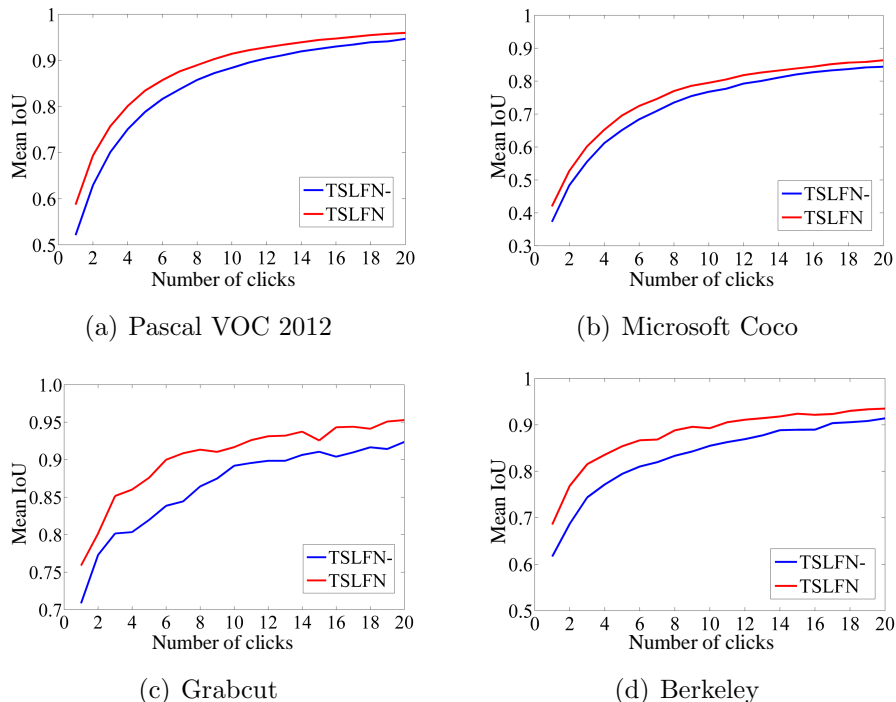 1
0.9
0.8
0.7
0.6
0.5
Mean IoU
TSLFN-
TSLFN
0 2 4 6 8 10 12 14 16 18 20
Number of clicks
(a) Pascal VOC 2012
1
0.9
0.8
0.7
0.6
0.5
0.4
0.3
Mean IoU
TSLFN-
TSLFN
0 2 4 6 8 10 12 14 16 18 20
Number of clicks
(b) Microsoft Coco
1.0
0.95
0.9
0.85
0.8
0.75
0.7
Mean IoU
TSLFN-
TSLFN
0 2 4 6 8 10 12 14 16 18 20
Number of clicks
(c) Grabcut
1
0.9
0.8
0.7
0.6
0.5
Mean IoU
TSLFN-
TSLFN
0 2 4 6 8 10 12 14 16 18 20
Number of clicks
(d) Berkeley